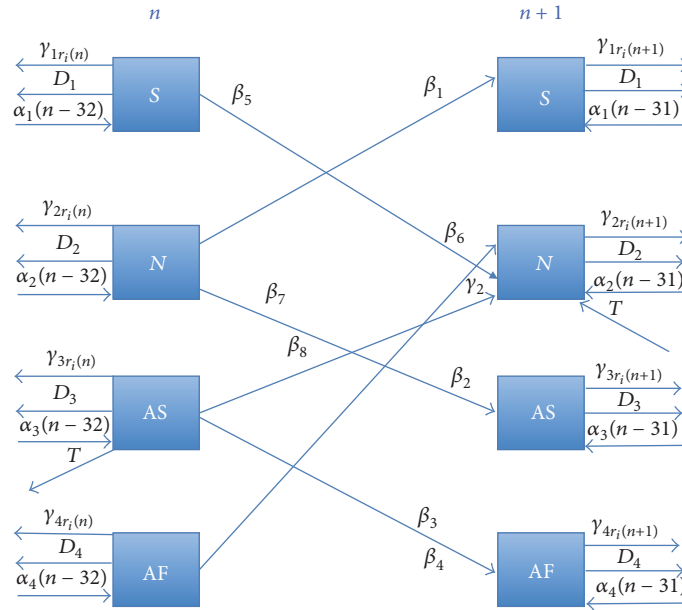 n
n + 1
γ1ri(n)
D1
α1(n − 32)
S
β5
β1
S
γ1ri(n+1)
D1
α1(n − 31)
γ2ri(n)
D2
α2(n − 32)
N
β6
N
γ2ri(n+1)
D2
α2(n − 31)
β7
γ2
T
γ3ri(n)
D3
α3(n − 32)
T
AS
β8
β2
AS
γ3ri(n+1)
D3
α3(n − 31)
γ4ri(n)
D4
α4(n − 32)
AF
β3
β4
AF
γ4ri(n+1)
D4
α4(n − 31)